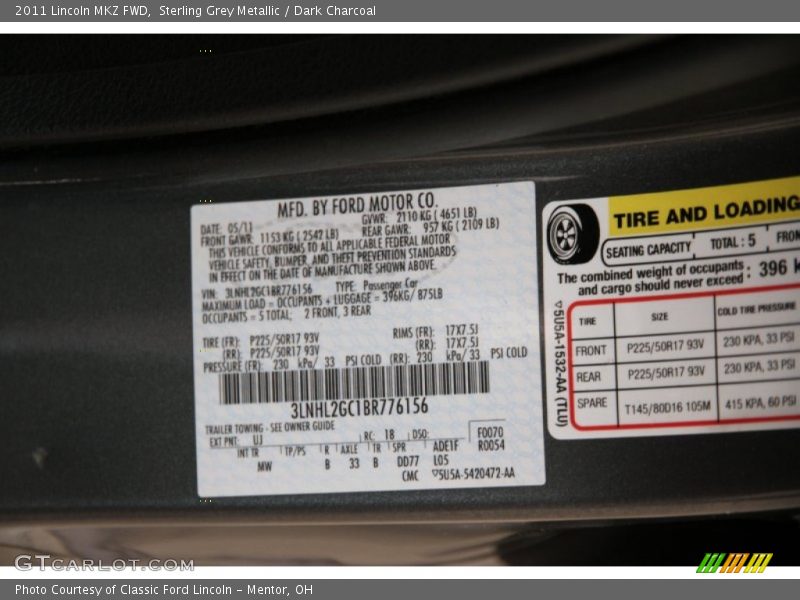 2011 Lincoln MKZ FWD, Sterling Grey Metallic / Dark Charcoal
MFD. BY FORD MOTOR CO.
DATE: 05/11 GVWR: 2110 KG ( 4651 LB)
FRONT GAWR: 1153 KG ( 2542 LB) REAR GAWR: 957 KG ( 2109 LB)
THIS VEHICLE CONFORMS TO ALL APPLICABLE FEDERAL MOTOR
VEHICLE SAFETY, BUMPER, AND THEFT PREVENTION STANDARDS
IN EFFECT ON THE DATE OF MANUFACTURE SHOWN ABOVE.
VIN: 3LNHL2GC1BR776156 TYPE: Passenger Car
MAXIMUM LOAD = OCCUPANTS + LUGGAGE = 396KG/ 875LB
OCCUPANTS = 5 TOTAL; 2 FRONT, 3 REAR
TIRE (FR): P225/50R17 93V RIMS (FR): 17X7.5J
(RR): P225/50R17 93V (RR): 17X7.5J
PRESSURE (FR): 230 kPa/ 33 PSI COLD (RR): 230 kPa/ 33 PSI COLD
3LNHL2GC1BR776156
TRAILER TOWING - SEE OWNER GUIDE
EXT PNT: UJ RC: 18 DSO: F0070
INT TR TP/PS R AXLE TR SPR ADE1F R0054
MW B 33 B DD77 L05
CMC ▽5U5A-5420472-AA
TIRE AND LOADING
SEATING CAPACITY TOTAL : 5 FRON
The combined weight of occupants
and cargo should never exceed : 396 k
▽5U5A-1532-AA (TLU)
TIRE SIZE COLD TIRE PRESSURE
FRONT P225/50R17 93V 230 KPA, 33 PSI
REAR P225/50R17 93V 230 KPA, 33 PSI
SPARE T145/80D16 105M 415 KPA, 60 PSI
GTCARLOT.COM
Photo Courtesy of Classic Ford Lincoln – Mentor, OH